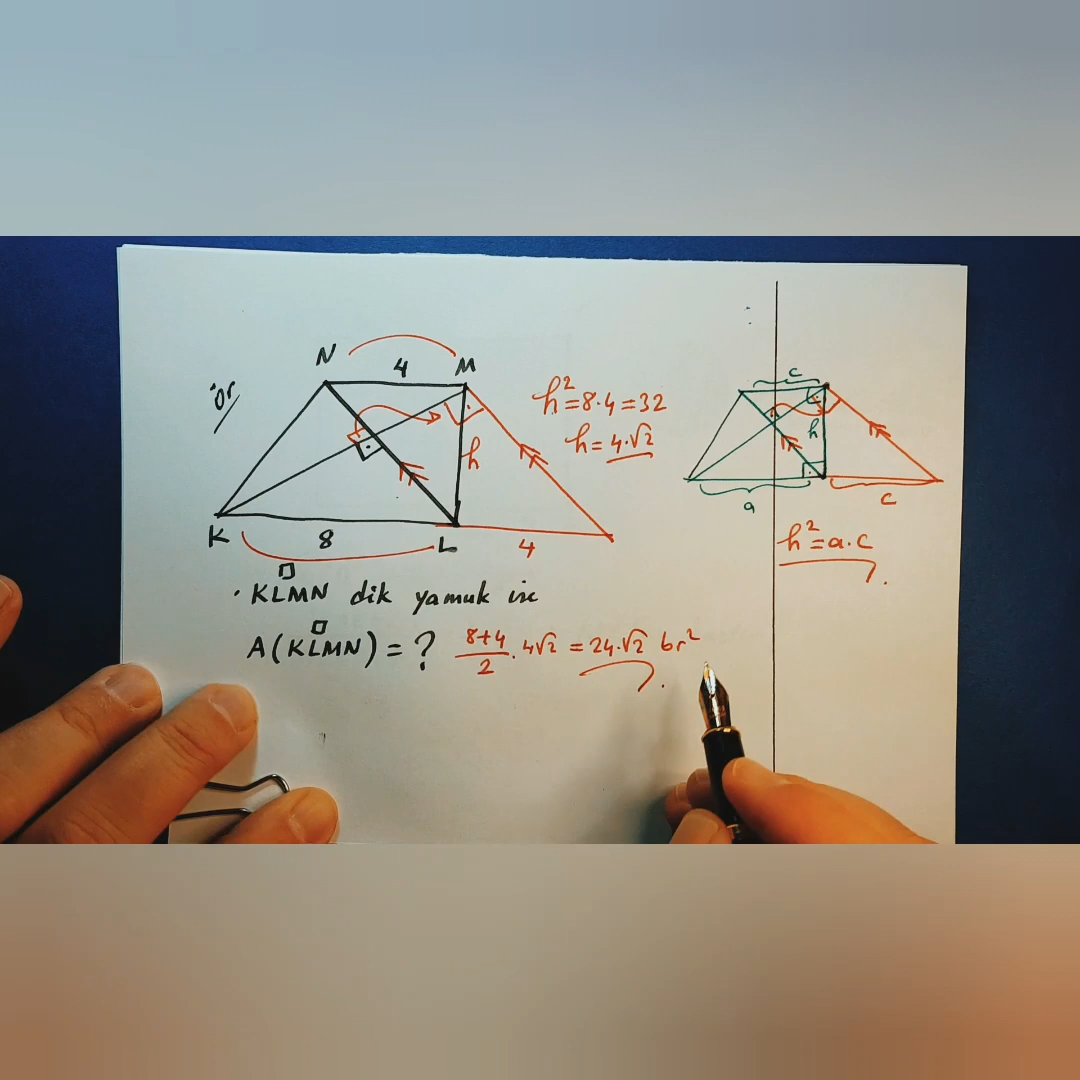 ör
N 4 M
h
K 8 L 4
h²=8·4=32
h=4·√2
· KLMN dik yamuk ise
A(KLMN)=? 8+4/2 · 4√2 = 24·√2 br²
c
h
a c
h²=a·c